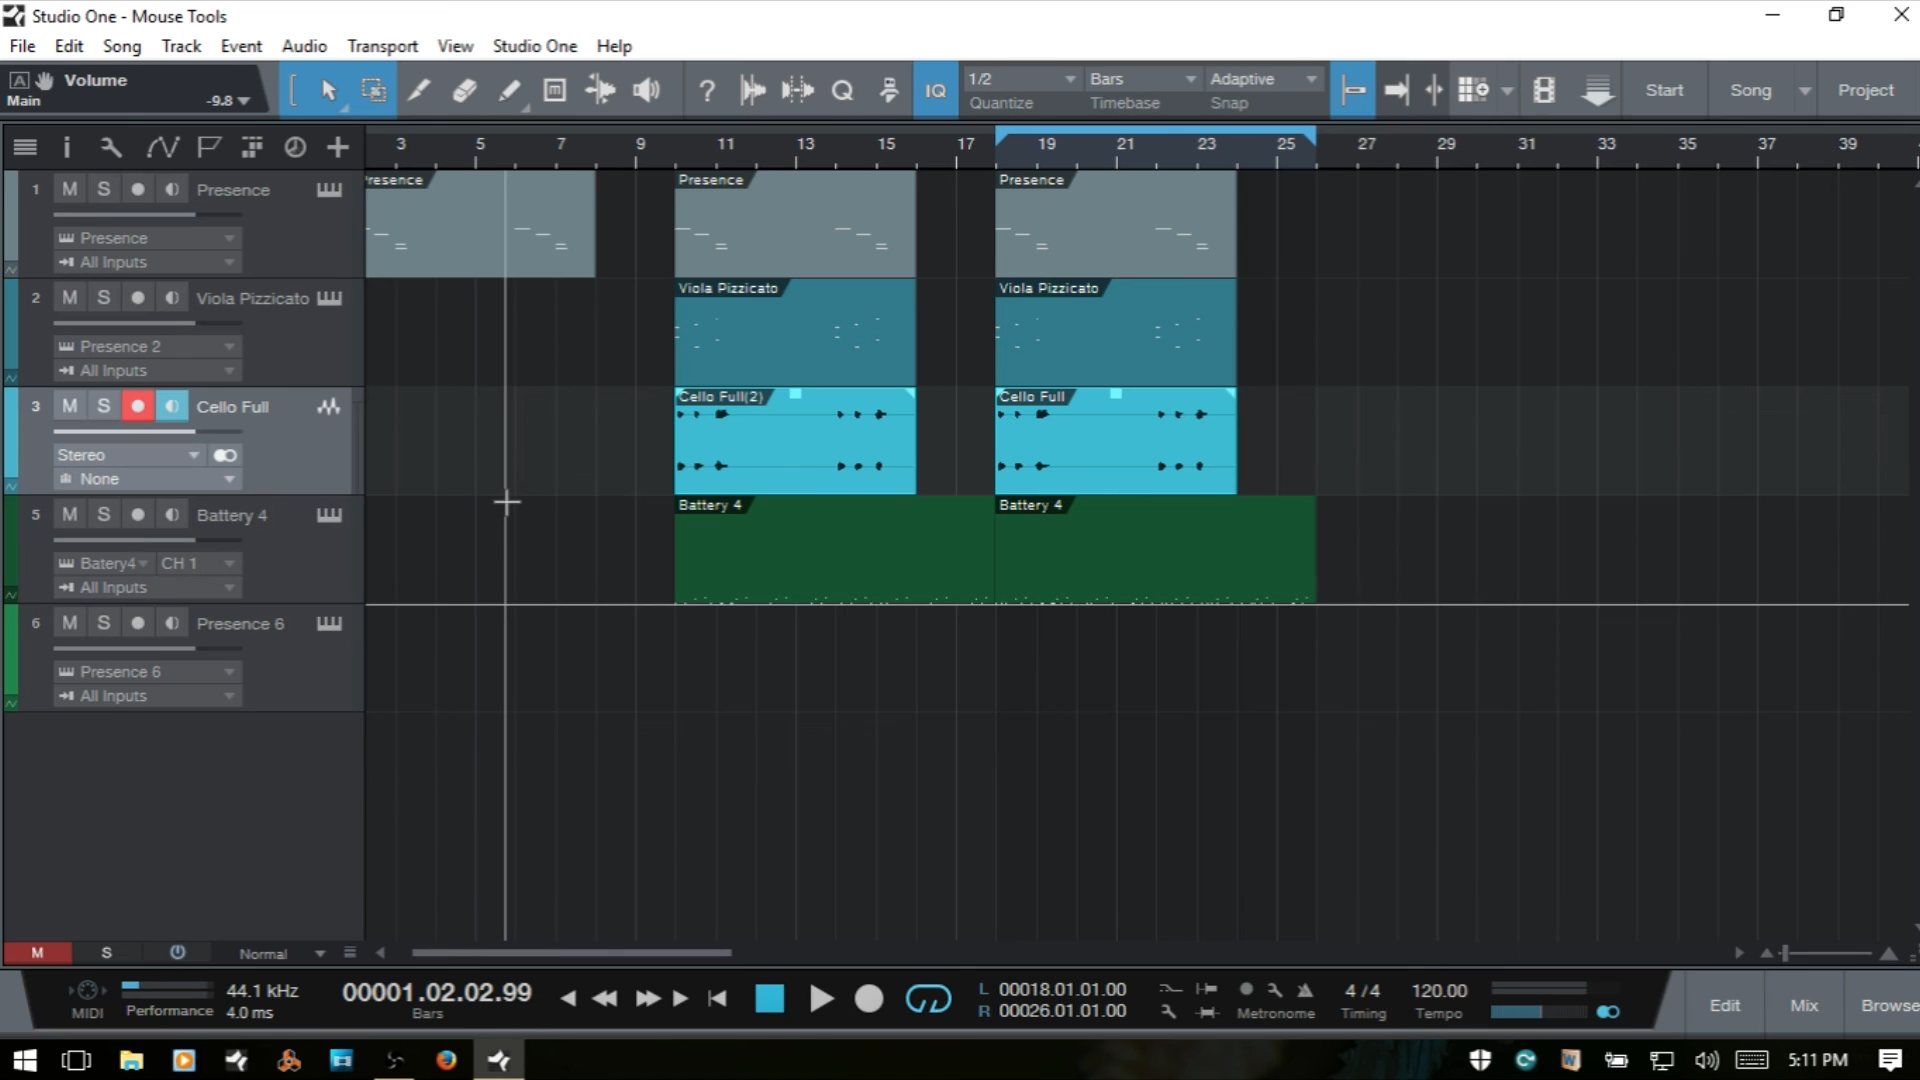 Studio One - Mouse Tools
File Edit Song Track Event Audio Transport View Studio One Help
A Volume
Main -9.8
? Q IQ
1/2 Bars Adaptive
Quantize Timebase Snap
Start Song Project
3 5 7 9 11 13 15 17 19 21 23 25 27 29 31 33 35 37 39
1 M S Presence
Presence
All Inputs
resence Presence Presence
2 M S Viola Pizzicato
Presence 2
All Inputs
Viola Pizzicato Viola Pizzicato
3 M S Cello Full
Stereo
None
Cello Full(2) Cello Full
5 M S Battery 4
Batery4 CH 1
All Inputs
Battery 4 Battery 4
6 M S Presence 6
Presence 6
All Inputs
M S Normal
MIDI Performance 44.1 kHz
4.0 ms
00001.02.02.99
Bars
L 00018.01.01.00
R 00026.01.01.00
Metronome
4 / 4
Timing
120.00
Tempo
Edit Mix Browse
5:11 PM